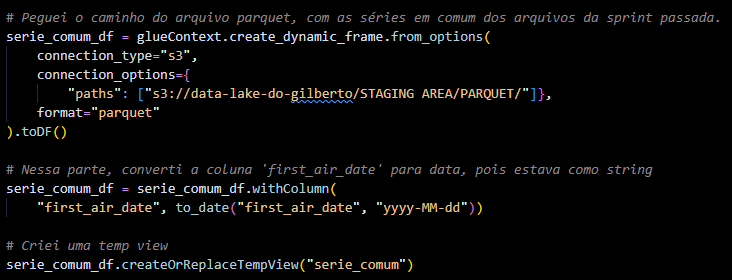 # Peguei o caminho do arquivo parquet, com as séries em comum dos arquivos da sprint passada.
serie_comum_df = glueContext.create_dynamic_frame.from_options(
    connection_type="s3",
    connection_options={
        "paths": ["s3://data-lake-do-gilberto/STAGING AREA/PARQUET/"]},
    format="parquet"
).toDF()

# Nessa parte, converti a coluna 'first_air_date' para data, pois estava como string
serie_comum_df = serie_comum_df.withColumn(
    "first_air_date", to_date("first_air_date", "yyyy-MM-dd"))

# Criei uma temp view
serie_comum_df.createOrReplaceTempView("serie_comum")